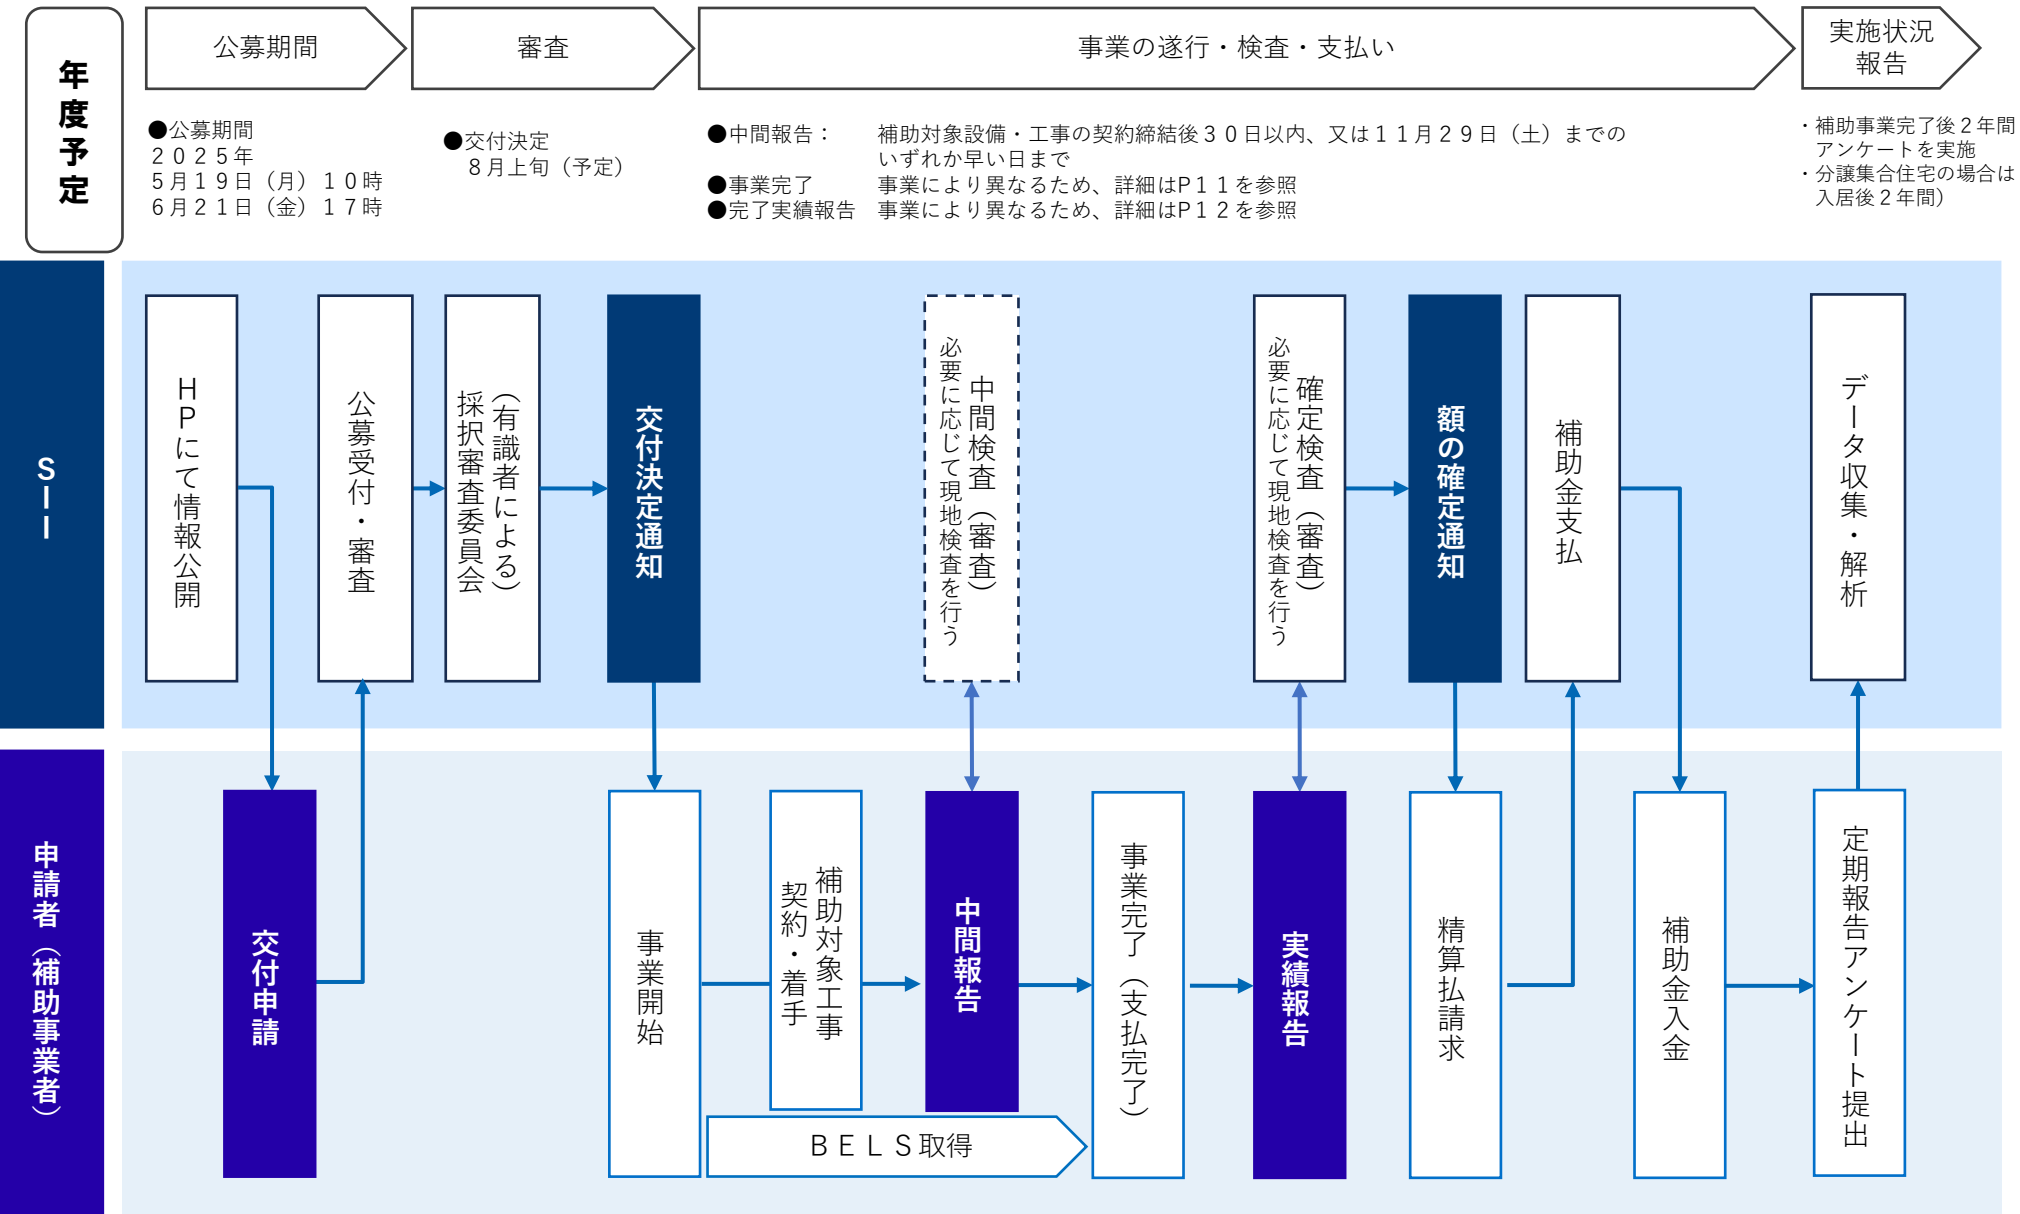 年度予定
公募期間
審査
事業の遂行・検査・支払い
実施状況
報告
●公募期間
２０２５年
５月１９日（月）１０時
６月２１日（金）１７時
●交付決定
８月上旬（予定）
●中間報告： 補助対象設備・工事の契約締結後３０日以内、又は１１月２９日（土）までの
いずれか早い日まで
●事業完了 事業により異なるため、詳細はP１１を参照
●完了実績報告 事業により異なるため、詳細はP１２を参照
・補助事業完了後２年間
アンケートを実施
・分譲集合住宅の場合は
入居後２年間）
SII
HPにて情報公開
公募受付・審査
（有識者による）
採択審査委員会
交付決定通知
中間検査（審査）
必要に応じて現地検査を行う
確定検査（審査）
必要に応じて現地検査を行う
額の確定通知
補助金支払
データ収集・解析
申請者（補助事業者）
交付申請
事業開始
補助対象工事
契約・着手
中間報告
事業完了（支払完了）
実績報告
精算払請求
補助金入金
定期報告アンケート提出
ＢＥＬＳ取得